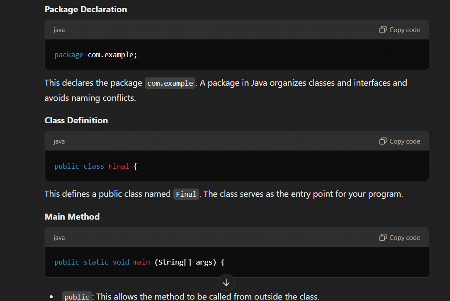 Package Declaration
java Copy code
package com.example;
This declares the package com.example. A package in Java organizes classes and interfaces and
avoids naming conflicts.
Class Definition
java Copy code
public class Final {
This defines a public class named Final. The class serves as the entry point for your program.
Main Method
java Copy code
public static void main (String[] args) {
• public: This allows the method to be called from outside the class.